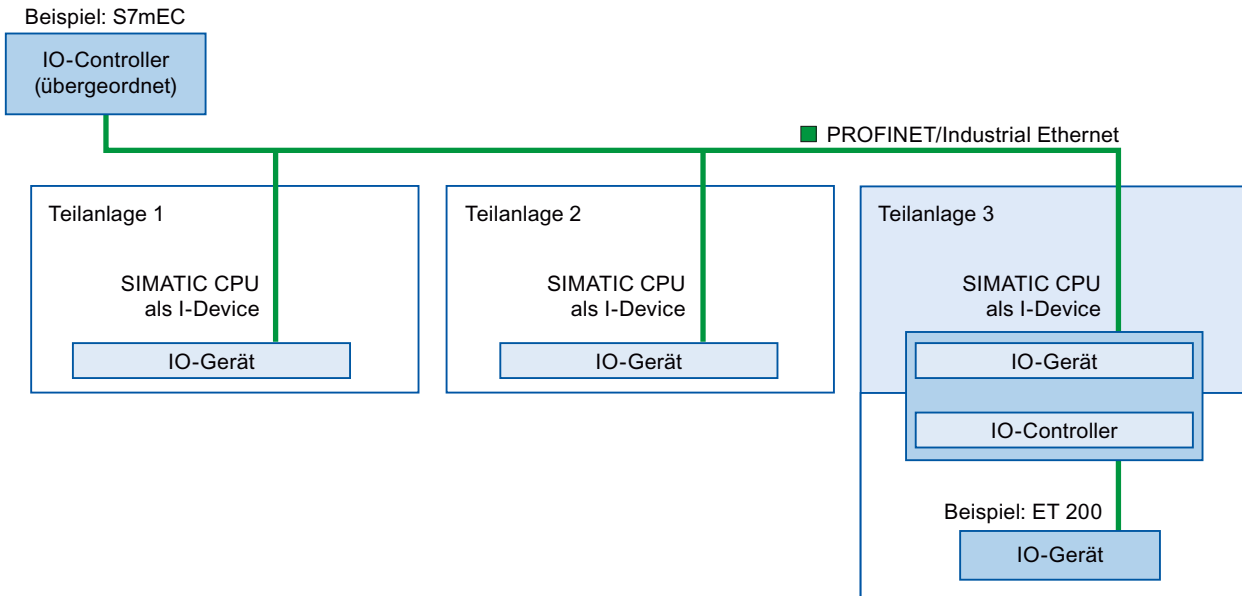 Beispiel: S7mEC
IO-Controller
(übergeordnet)
PROFINET/Industrial Ethernet
Teilanlage 1
SIMATIC CPU
als I-Device
IO-Gerät
Teilanlage 2
SIMATIC CPU
als I-Device
IO-Gerät
Teilanlage 3
SIMATIC CPU
als I-Device
IO-Gerät
IO-Controller
Beispiel: ET 200
IO-Gerät